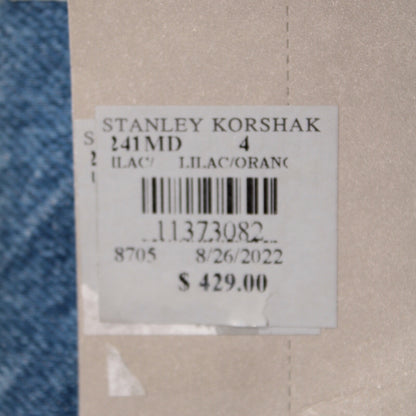 STANLEY KORSHAK
241MD 4
LILAC/ LILAC/ORANG
11373082
8705 8/26/2022
$ 429.00